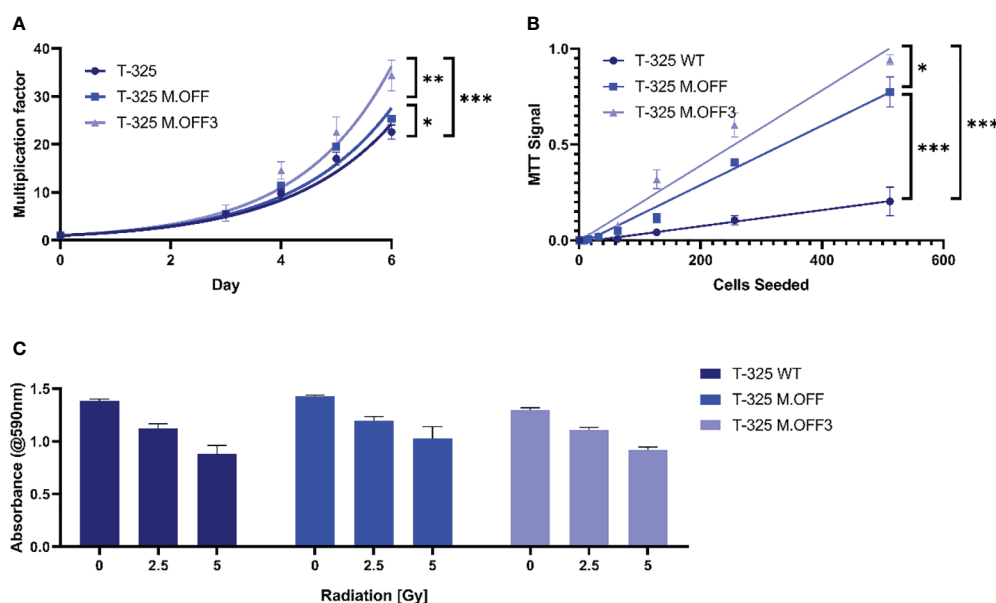 A
Multiplication factor
40
30
20
10
0
0
2
4
6
Day
T-325
T-325 M.OFF
T-325 M.OFF3
**
*
***
B
MTT Signal
1.0
0.5
0.0
0
200
400
600
Cells Seeded
T-325 WT
T-325 M.OFF
T-325 M.OFF3
*
***
***
C
Absorbance (@590nm)
1.5
1.0
0.5
0.0
0
2.5
5
0
2.5
5
0
2.5
5
Radiation [Gy]
T-325 WT
T-325 M.OFF
T-325 M.OFF3